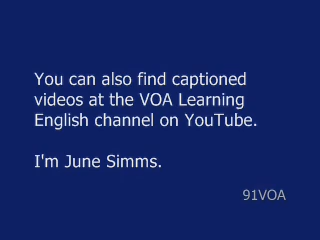 You can also find captioned
videos at the VOA Learning
English channel on YouTube.
I'm June Simms.
91VOA